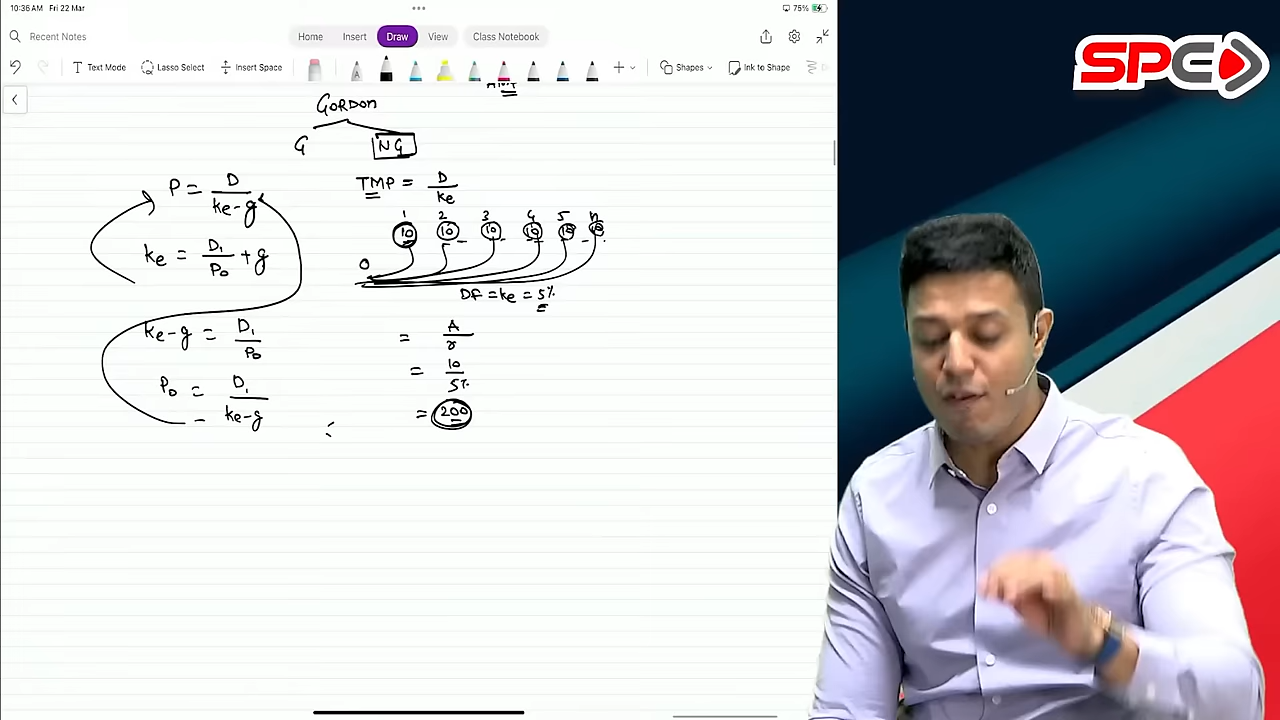 10:36 AM Fri 22 Mar
75%
Recent Notes
Home Insert Draw View Class Notebook
Text Mode Lasso Select Insert Space Shapes Ink to Shape
GORDON
G NG
P = D / ke-g
ke = D1/P0 + g
ke-g = D1/P0
P0 = D1 / ke-g
TMP = D / ke
1 2 3 4 5 n
10 10 10 10 10 10
0
DF = ke = 5%
= A / r
= 10 / 5%
= 200
SPC